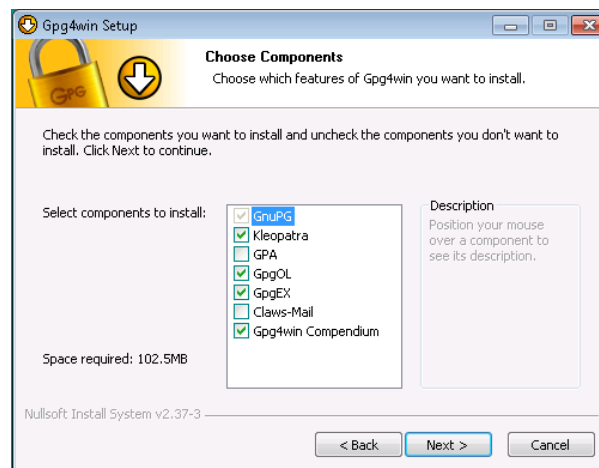 Gpg4win Setup
GPG
Choose Components
Choose which features of Gpg4win you want to install.
Check the components you want to install and uncheck the components you don't want to
install. Click Next to continue.
Select components to install:
GnuPG
Kleopatra
GPA
GpgOL
GpgEX
Claws-Mail
Gpg4win Compendium
Description
Position your mouse
over a component to
see its description.
Space required: 102.5MB
Nullsoft Install System v2.37-3
< Back
Next >
Cancel